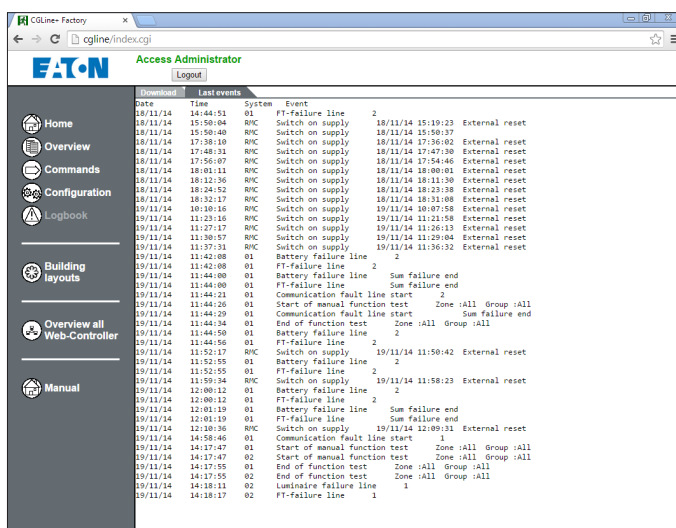 CGLine+ Factory
cgline/index.cgi
EATON
Access Administrator
Logout
Download
Last events
Home
Overview
Commands
Configuration
Logbook
Building layouts
Overview all Web-Controller
Manual
Date Time System Event
18/11/14 14:44:51 01 FT-failure line 2
18/11/14 15:50:04 RMC Switch on supply 18/11/14 15:19:23 External reset
18/11/14 15:50:40 RMC Switch on supply 18/11/14 15:50:37
18/11/14 17:38:10 RMC Switch on supply 18/11/14 17:36:02 External reset
18/11/14 17:48:31 RMC Switch on supply 18/11/14 17:47:30 External reset
18/11/14 17:56:07 RMC Switch on supply 18/11/14 17:54:46 External reset
18/11/14 18:01:11 RMC Switch on supply 18/11/14 18:00:01 External reset
18/11/14 18:12:36 RMC Switch on supply 18/11/14 18:11:30 External reset
18/11/14 18:24:52 RMC Switch on supply 18/11/14 18:23:38 External reset
18/11/14 18:32:17 RMC Switch on supply 18/11/14 18:31:08 External reset
19/11/14 10:10:16 RMC Switch on supply 19/11/14 10:07:58 External reset
19/11/14 11:23:16 RMC Switch on supply 19/11/14 11:21:58 External reset
19/11/14 11:27:17 RMC Switch on supply 19/11/14 11:26:13 External reset
19/11/14 11:30:57 RMC Switch on supply 19/11/14 11:29:04 External reset
19/11/14 11:37:31 RMC Switch on supply 19/11/14 11:36:32 External reset
19/11/14 11:42:08 01 Battery failure line 2
19/11/14 11:42:08 01 FT-failure line 2
19/11/14 11:44:00 01 Battery failure line Sum failure end
19/11/14 11:44:00 01 FT-failure line Sum failure end
19/11/14 11:44:21 01 Communication fault line start 2
19/11/14 11:44:26 01 Start of manual function test Zone :All Group :All
19/11/14 11:44:29 01 Communication fault line start Sum failure end
19/11/14 11:44:34 01 End of function test Zone :All Group :All
19/11/14 11:44:50 01 Battery failure line 2
19/11/14 11:44:56 01 FT-failure line 2
19/11/14 11:52:17 RMC Switch on supply 19/11/14 11:50:42 External reset
19/11/14 11:52:55 01 Battery failure line 2
19/11/14 11:52:55 01 FT-failure line 2
19/11/14 11:59:34 RMC Switch on supply 19/11/14 11:58:23 External reset
19/11/14 12:00:12 01 Battery failure line 2
19/11/14 12:00:12 01 FT-failure line 2
19/11/14 12:01:19 01 Battery failure line Sum failure end
19/11/14 12:01:19 01 FT-failure line Sum failure end
19/11/14 12:10:36 RMC Switch on supply 19/11/14 12:09:31 External reset
19/11/14 14:58:46 01 Communication fault line start 1
19/11/14 14:17:47 01 Start of manual function test Zone :All Group :All
19/11/14 14:17:47 02 Start of manual function test Zone :All Group :All
19/11/14 14:17:55 01 End of function test Zone :All Group :All
19/11/14 14:17:55 02 End of function test Zone :All Group :All
19/11/14 14:18:11 02 Luminaire failure line 1
19/11/14 14:18:17 02 FT-failure line 1